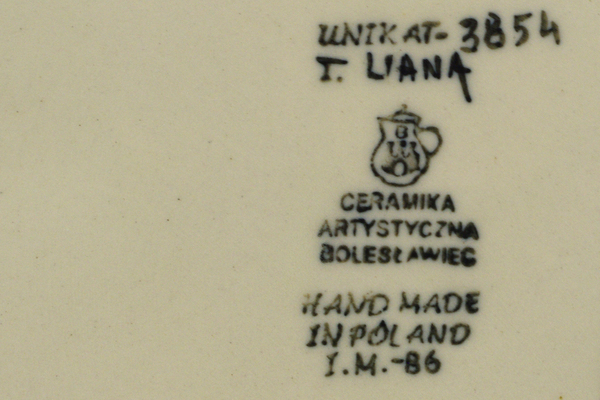 UNIKAT-3854
T. LIANA
B
CERAMIKA
ARTYSTYCZNA
BOLESŁAWIEC
HAND MADE
IN POLAND
I.M.-86